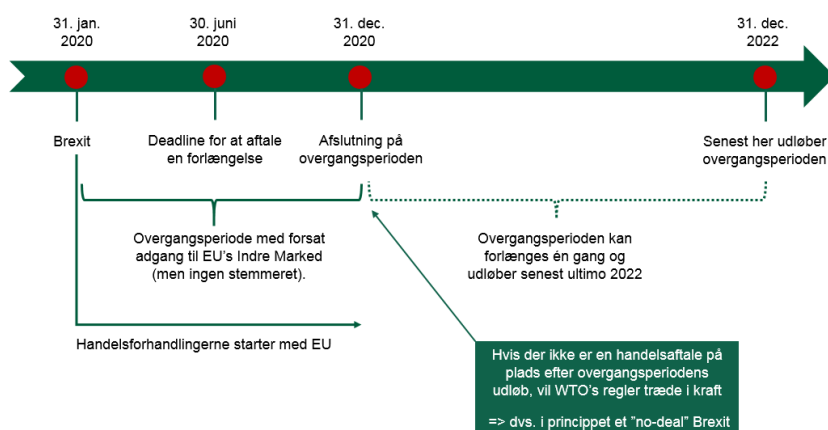 31. jan.
2020
30. juni
2020
31. dec.
2020
31. dec.
2022
Brexit
Deadline for at aftale
en forlængelse
Afslutning på
overgangsperioden
Senest her udløber
overgangsperioden
Overgangsperiode med forsat
adgang til EU's Indre Marked
(men ingen stemmeret).
Overgangsperioden kan
forlænges én gang og
udløber senest ultimo 2022
Handelsforhandlingerne starter med EU
Hvis der ikke er en handelsaftale på
plads efter overgangsperiodens
udløb, vil WTO's regler træde i kraft
=> dvs. i princippet et "no-deal" Brexit